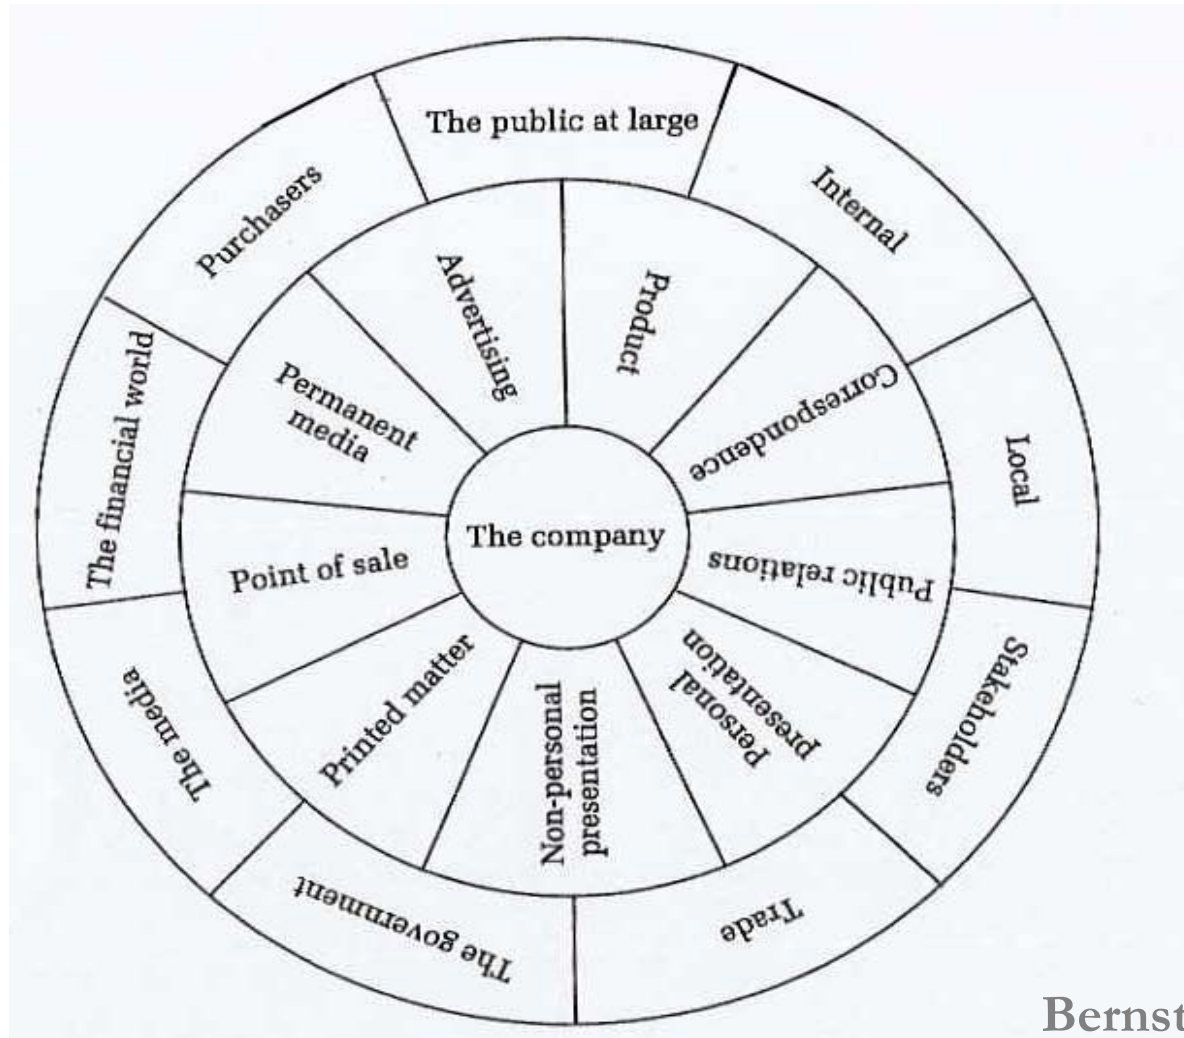 The public at large
Internal
Local
Stakeholders
Trade
The government
The media
The financial world
Purchasers
Advertising
Product
Correspondence
Public relations
Personal
presentation
Non-personal
presentation
Printed matter
Point of sale
Permanent
media
The company
Bernst